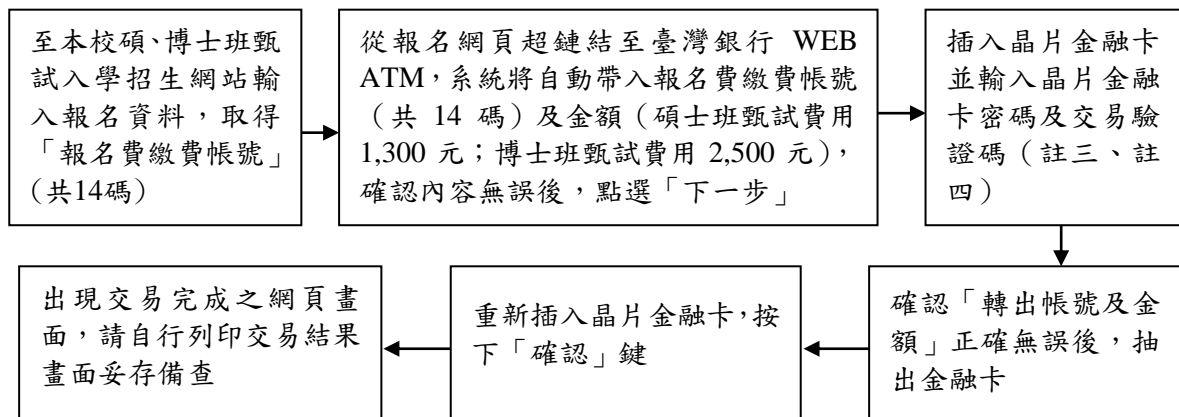 至本校碩、博士班甄
試入學招生網站輸
入報名資料，取得
「報名費繳費帳號」
(共14碼)
從報名網頁超鏈結至臺灣銀行 WEB
ATM，系統將自動帶入報名費繳費帳號
（共 14 碼）及金額（碩士班甄試費用
1,300 元；博士班甄試費用 2,500 元），
確認內容無誤後，點選「下一步」
插入晶片金融卡
並輸入晶片金融
卡密碼及交易驗
證碼（註三、註
四）
確認「轉出帳號及金
額」正確無誤後，抽
出金融卡
重新插入晶片金融卡，按
下「確認」鍵
出現交易完成之網頁畫
面，請自行列印交易結果
畫面妥存備查